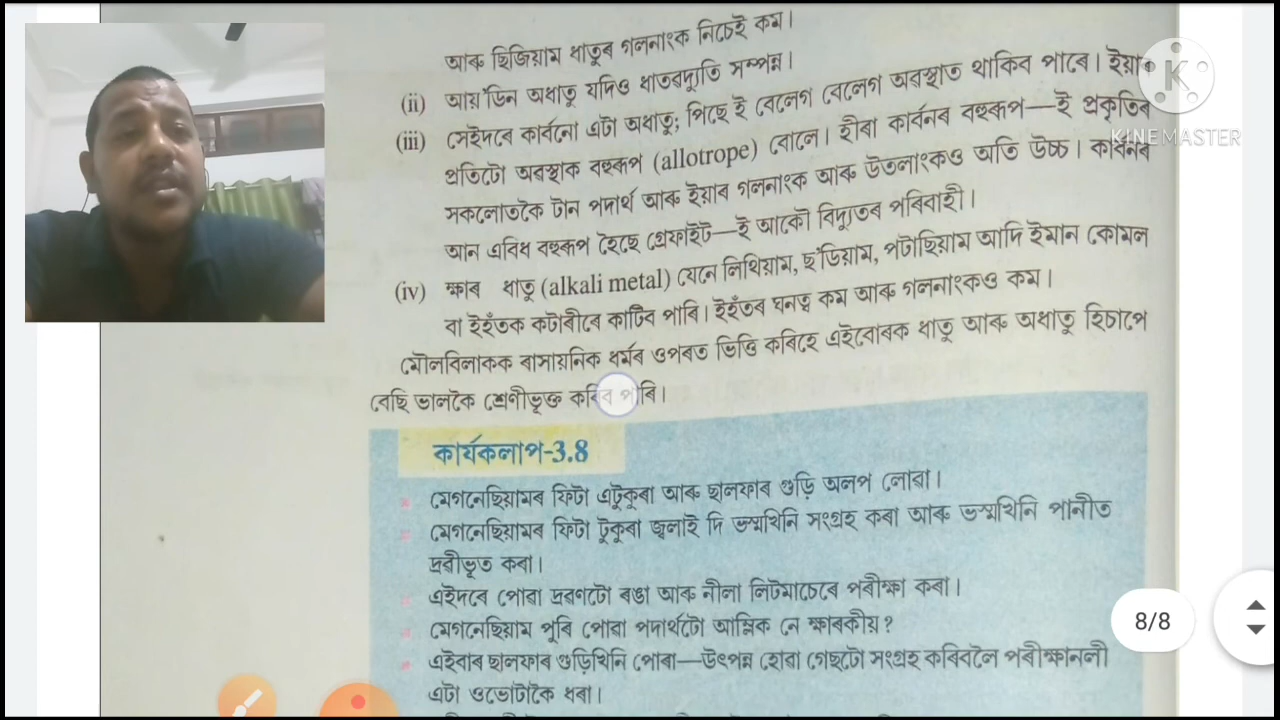 আৰু ছিজিয়াম ধাতুৰ গলনাংক নিচেই কম।
(ii) আয়'ডিন অধাতু যদিও ধাতৱদ্যুতি সম্পন্ন।
(iii) সেইদৰে কাৰ্বনো এটা অধাতু; পিছে ই বেলেগ বেলেগ অৱস্থাত থাকিব পাৰে। ইয়াৰ
প্ৰতিটো অৱস্থাক বহুৰূপ (allotrope) বোলে। হীৰা কাৰ্বনৰ বহুৰূপ—ই প্ৰকৃতিৰ
সকলোতকৈ টান পদাৰ্থ আৰু ইয়াৰ গলনাংক আৰু উতলাংকও অতি উচ্চ। কাৰ্বনৰ
আন এবিধ বহুৰূপ হৈছে গ্ৰেফাইট—ই আকৌ বিদ্যুতৰ পৰিবাহী।
(iv) ক্ষাৰ ধাতু (alkali metal) যেনে লিথিয়াম, ছ'ডিয়াম, পটাছিয়াম আদি ইমান কোমল
বা ইহঁতক কটাৰীৰে কাটিব পাৰি। ইহঁতৰ ঘনত্ব কম আৰু গলনাংকও কম।
মৌলবিলাকক ৰাসায়নিক ধৰ্মৰ ওপৰত ভিত্তি কৰিহে এইবোৰক ধাতু আৰু অধাতু হিচাপে
বেছি ভালকৈ শ্ৰেণীভূক্ত কৰিব পাৰি।
কাৰ্যকলাপ-3.8
মেগনেছিয়ামৰ ফিটা এটুকুৰা আৰু ছালফাৰ গুড়ি অলপ লোৱা।
মেগনেছিয়ামৰ ফিটা টুকুৰা জ্বলাই দি ভস্মখিনি সংগ্ৰহ কৰা আৰু ভস্মখিনি পানীত
দ্ৰৱীভূত কৰা।
এইদৰে পোৱা দ্ৰৱণটো ৰঙা আৰু নীলা লিটমাচেৰে পৰীক্ষা কৰা।
মেগনেছিয়াম পুৰি পোৱা পদাৰ্থটো আম্লিক নে ক্ষাৰকীয়?
এইবাৰ ছালফাৰ গুড়িখিনি পোৰা—উৎপন্ন হোৱা গেছটো সংগ্ৰহ কৰিবলৈ পৰীক্ষানলী
এটা ওভোটাকৈ ধৰা।
K
KINEMASTER
8/8